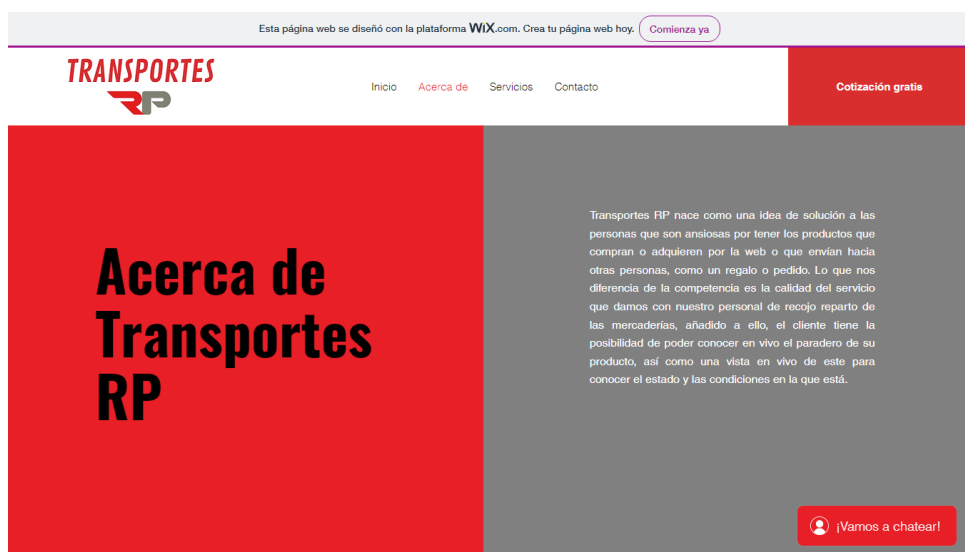 Esta página web se diseñó con la plataforma WiX.com. Crea tu página web hoy. Comienza ya
TRANSPORTES
RP
Inicio Acerca de Servicios Contacto
Cotización gratis
Acerca de
Transportes
RP
Transportes RP nace como una idea de solución a las
personas que son ansiosas por tener los productos que
compran o adquieren por la web o que envían hacia
otras personas, como un regalo o pedido. Lo que nos
diferencia de la competencia es la calidad del servicio
que damos con nuestro personal de recojo reparto de
las mercaderías, añadido a ello, el cliente tiene la
posibilidad de poder conocer en vivo el paradero de su
producto, así como una vista en vivo de este para
conocer el estado y las condiciones en la que está.
¡Vamos a chatear!